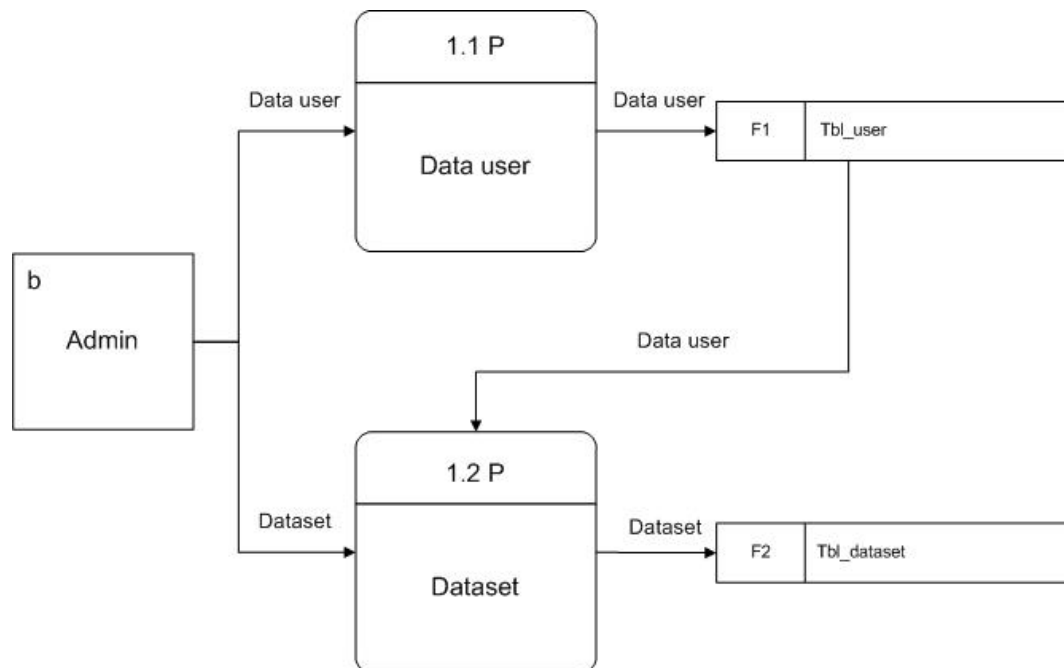 1.1 P
Data user
Data user
F1
Tbl_user
Data user
b
Admin
Data user
1.2 P
Dataset
Dataset
F2
Tbl_dataset
Dataset